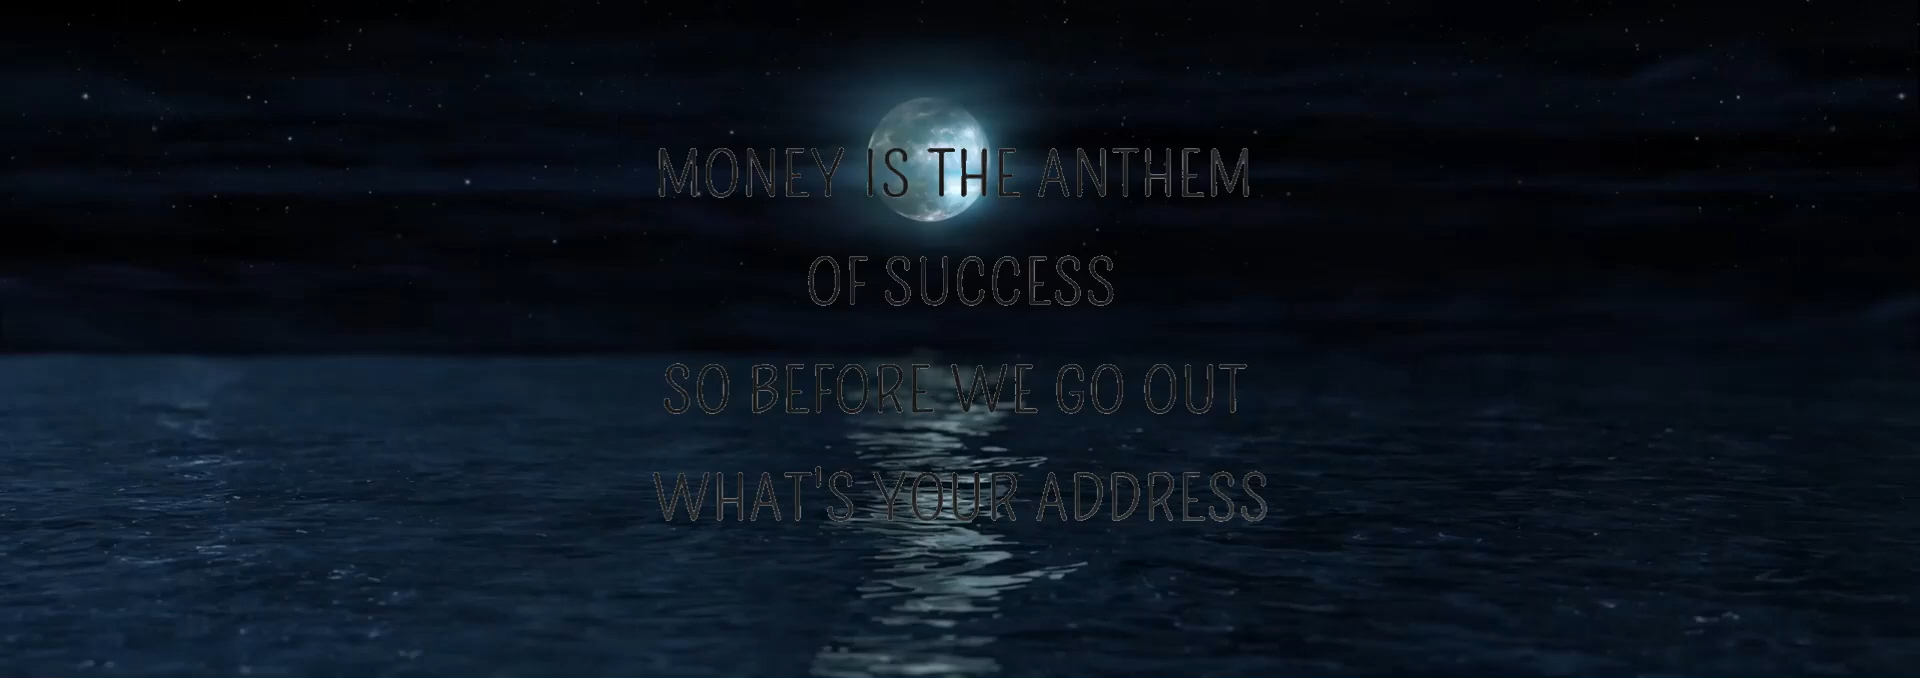 MONEY IS THE ANTHEM
OF SUCCESS
SO BEFORE WE GO OUT
WHAT'S YOUR ADDRESS